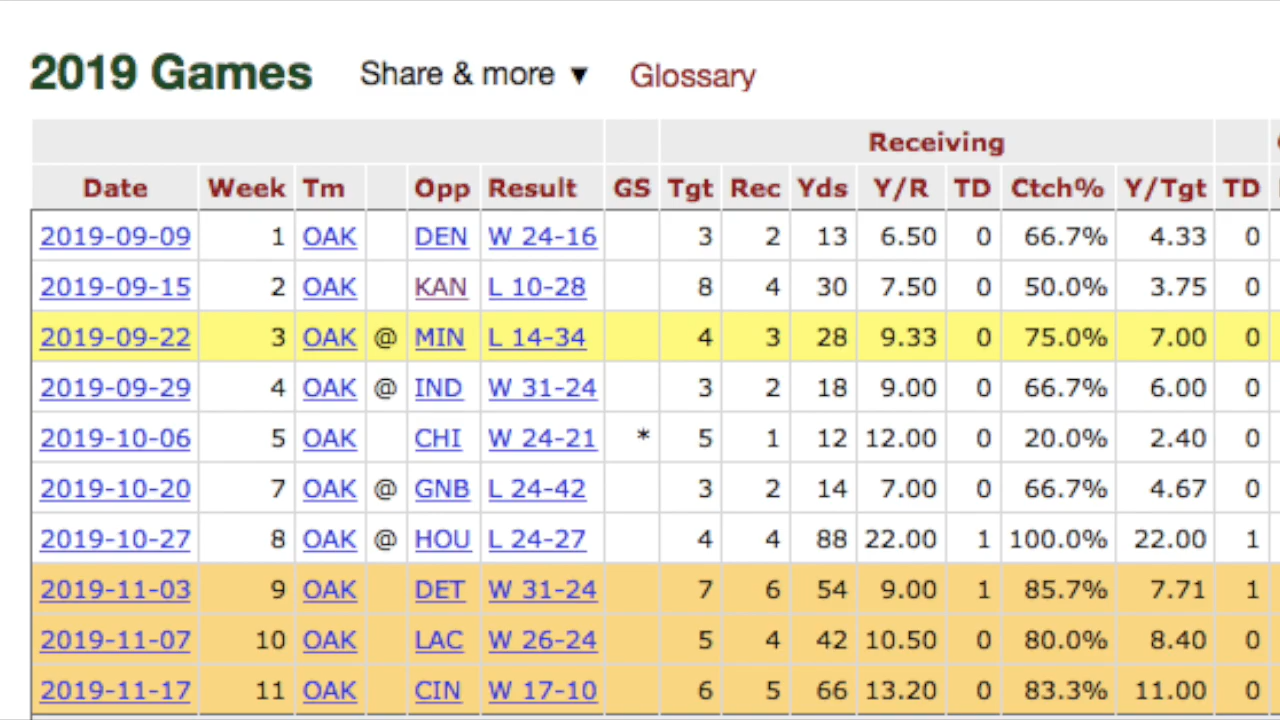 2019 Games Share & more ▼ Glossary
Receiving
Date Week Tm Opp Result GS Tgt Rec Yds Y/R TD Ctch% Y/Tgt TD
2019-09-09 1 OAK DEN W 24-16 3 2 13 6.50 0 66.7% 4.33 0
2019-09-15 2 OAK KAN L 10-28 8 4 30 7.50 0 50.0% 3.75 0
2019-09-22 3 OAK @ MIN L 14-34 4 3 28 9.33 0 75.0% 7.00 0
2019-09-29 4 OAK @ IND W 31-24 3 2 18 9.00 0 66.7% 6.00 0
2019-10-06 5 OAK CHI W 24-21 * 5 1 12 12.00 0 20.0% 2.40 0
2019-10-20 7 OAK @ GNB L 24-42 3 2 14 7.00 0 66.7% 4.67 0
2019-10-27 8 OAK @ HOU L 24-27 4 4 88 22.00 1 100.0% 22.00 1
2019-11-03 9 OAK DET W 31-24 7 6 54 9.00 1 85.7% 7.71 1
2019-11-07 10 OAK LAC W 26-24 5 4 42 10.50 0 80.0% 8.40 0
2019-11-17 11 OAK CIN W 17-10 6 5 66 13.20 0 83.3% 11.00 0